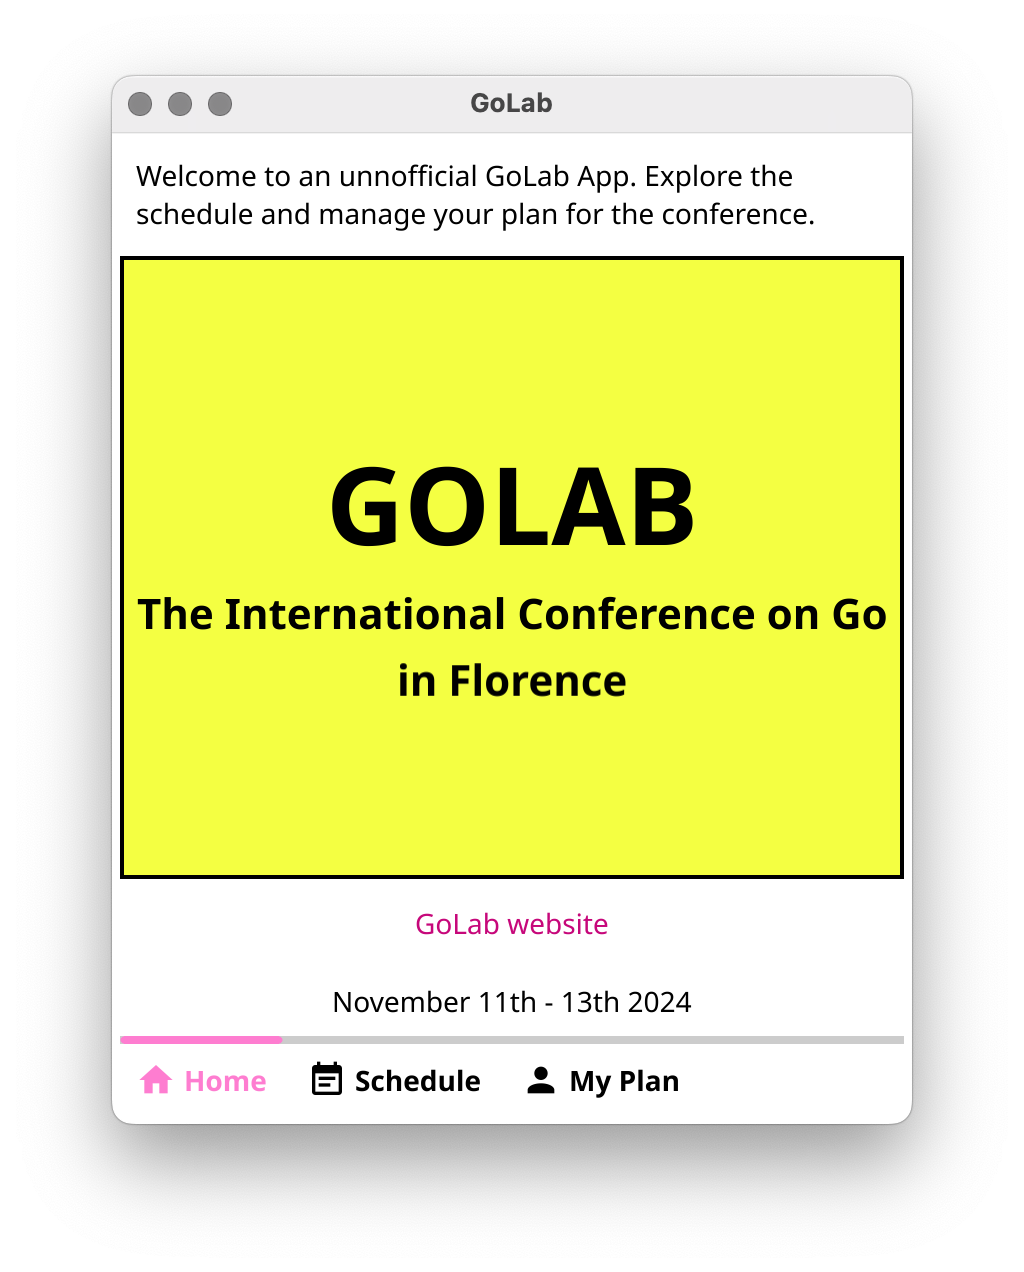 GoLab
Welcome to an unnofficial GoLab App. Explore the
schedule and manage your plan for the conference.
GOLAB
The International Conference on Go
in Florence
GoLab website
November 11th - 13th 2024
Home Schedule My Plan